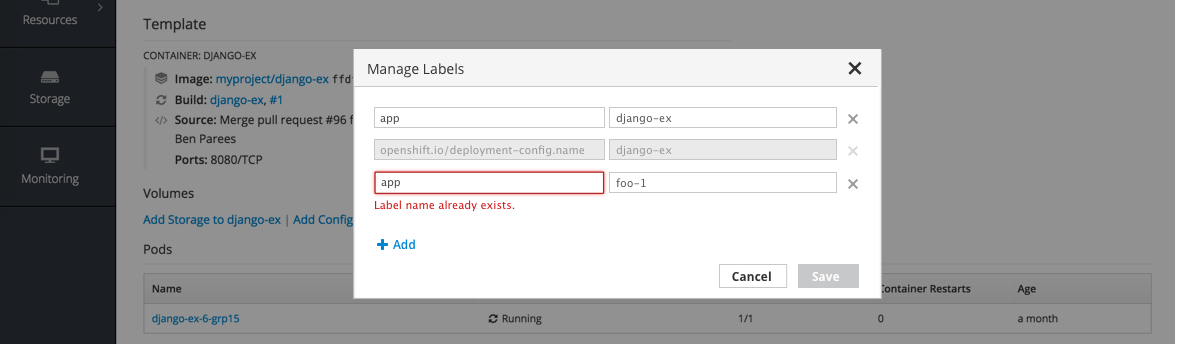 Resources
Storage
Monitoring
Template
CONTAINER: DJANGO-EX
Image: myproject/django-ex
Build: django-ex, #1
Source: Merge pull request #96
Ben Parees
Ports: 8080/TCP
Volumes
Add Storage to django-ex | Add Config
Pods
Name Container Restarts Age
django-ex-6-grp15 Running 1/1 0 a month
Manage Labels
app django-ex
openshift.io/deployment-config.name django-ex
app foo-1
Label name already exists.
Add
Cancel Save